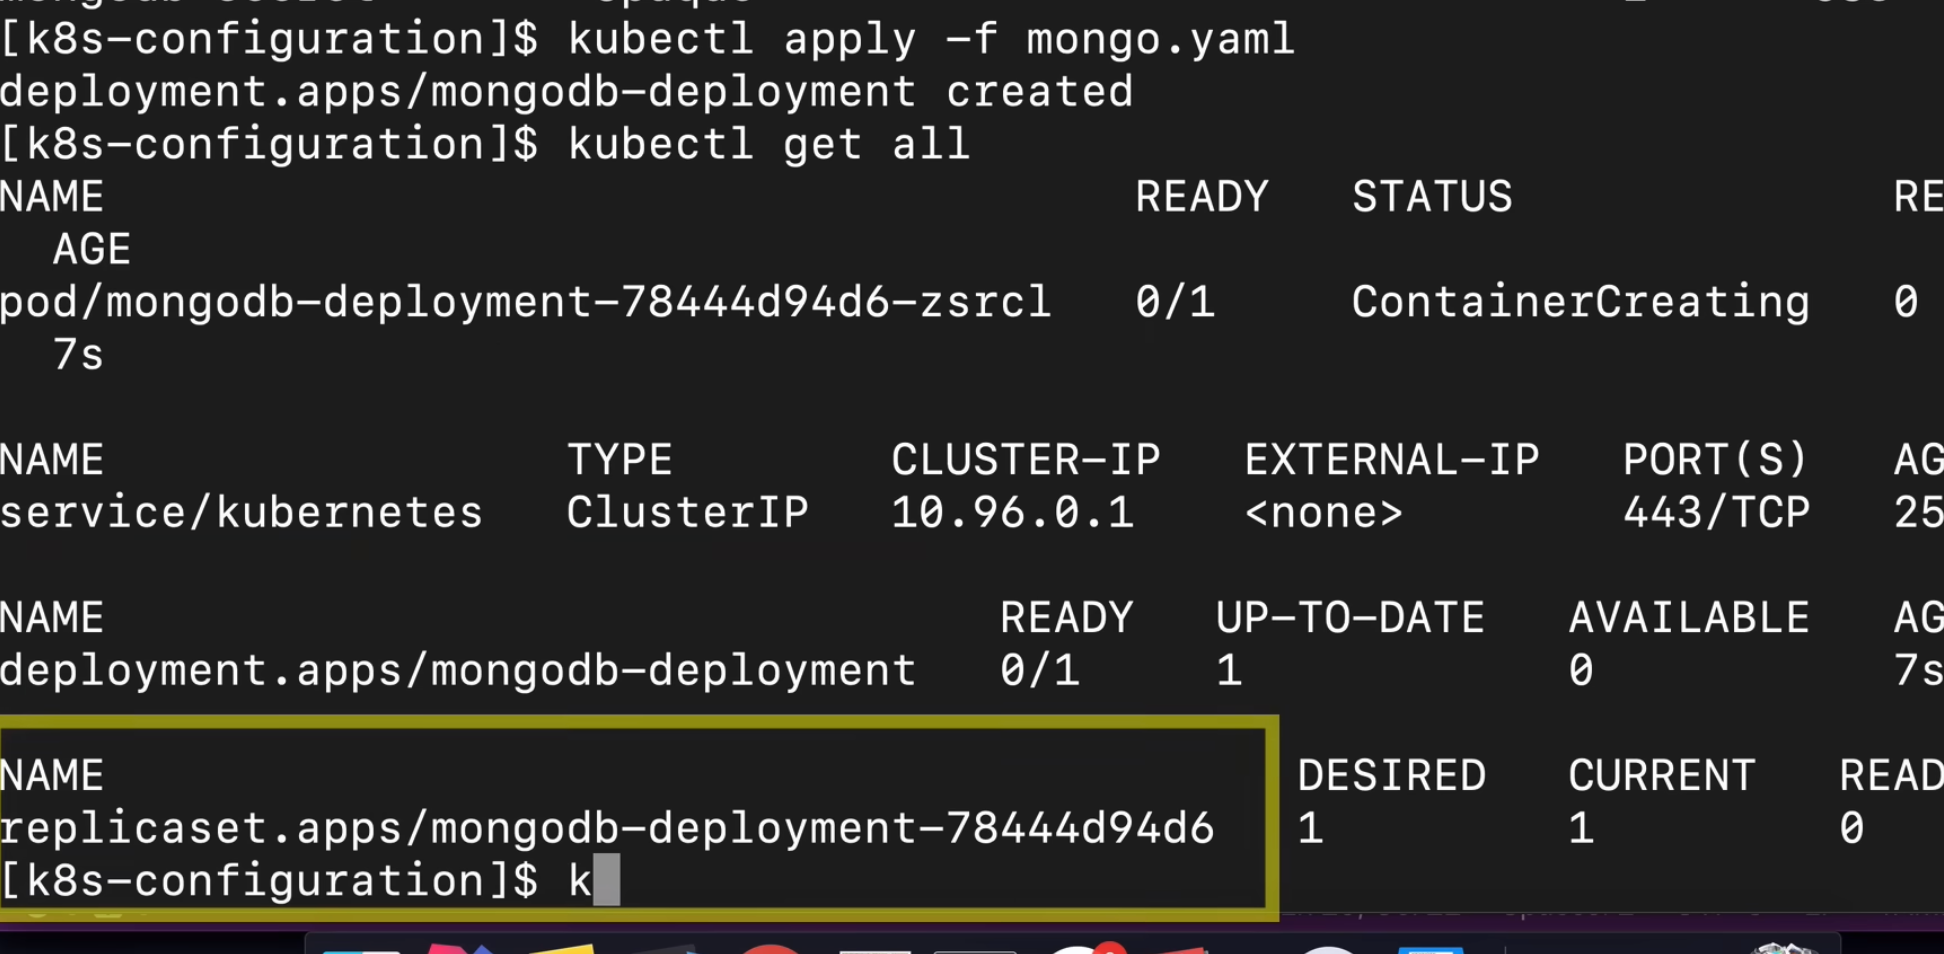 [k8s-configuration]$ kubectl apply -f mongo.yaml
deployment.apps/mongodb-deployment created
[k8s-configuration]$ kubectl get all
NAME READY STATUS RE
AGE
pod/mongodb-deployment-78444d94d6-zsrcl 0/1 ContainerCreating 0
7s
NAME TYPE CLUSTER-IP EXTERNAL-IP PORT(S) AG
service/kubernetes ClusterIP 10.96.0.1 <none> 443/TCP 25
NAME READY UP-TO-DATE AVAILABLE AG
deployment.apps/mongodb-deployment 0/1 1 0 7s
NAME DESIRED CURRENT READ
replicaset.apps/mongodb-deployment-78444d94d6 1 1 0
[k8s-configuration]$ k